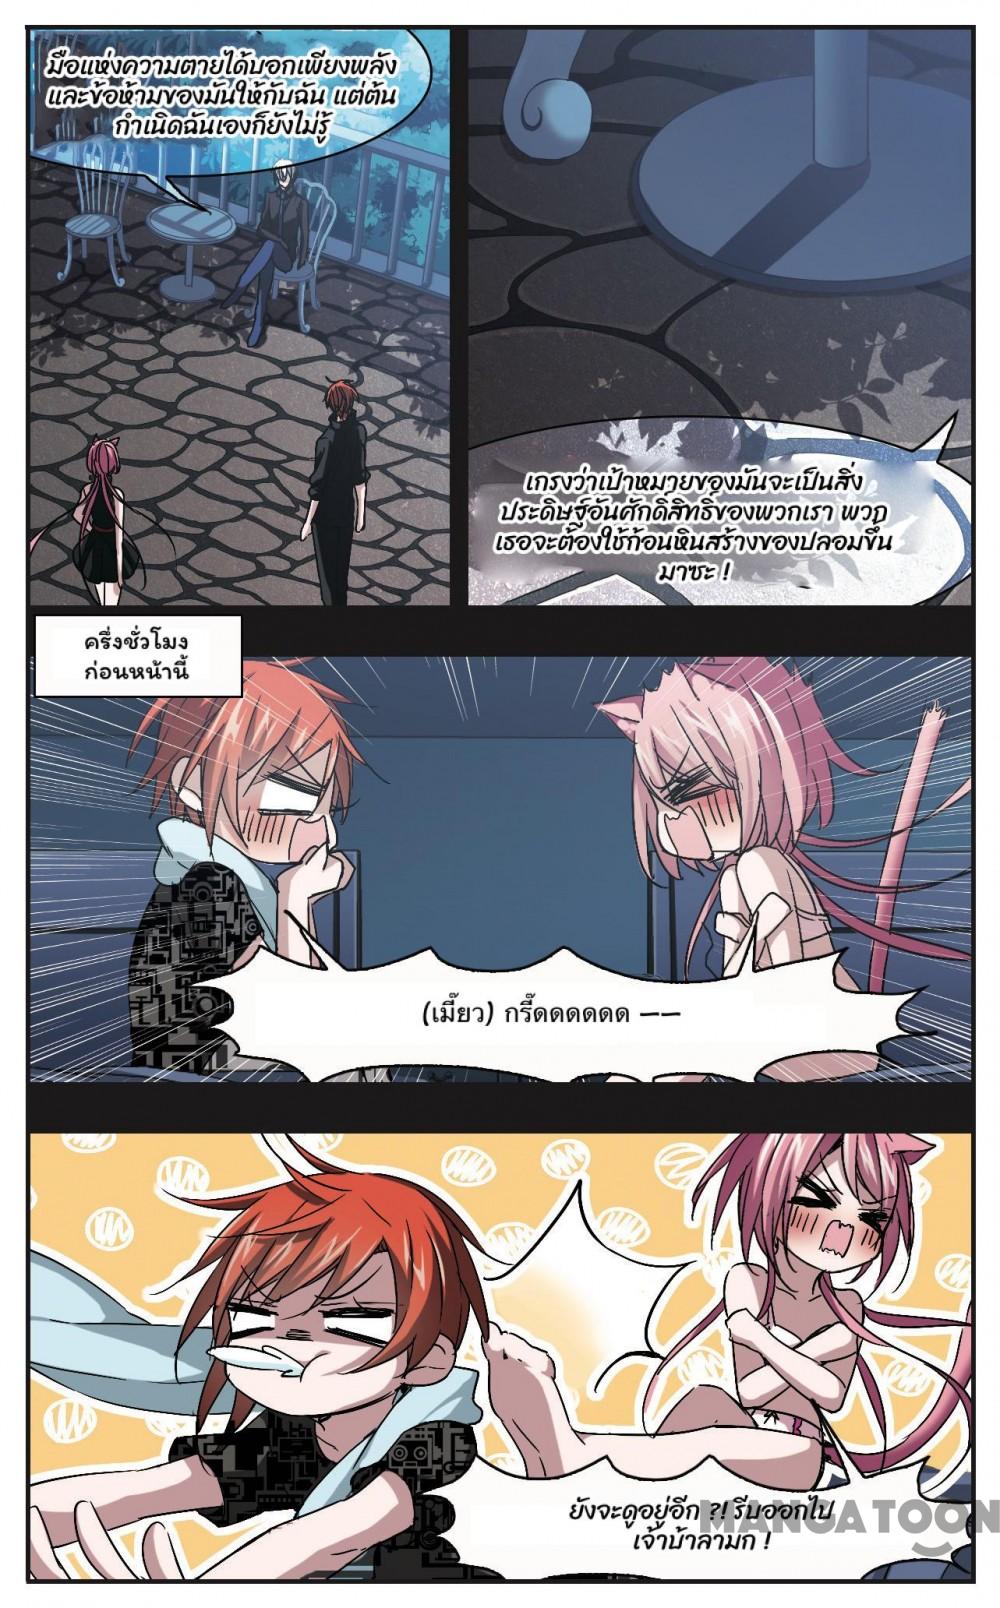 มือแห่งความตายได้บอกเพียงพลัง
และข้อห้ามของมันให้กับฉัน แต่ต้น
กำเนิดฉันเองก็ยังไม่รู้
เกรงว่าเป้าหมายของมันจะเป็นสิ่ง
ประดิษฐ์อันศักดิ์สิทธิ์ของพวกเรา พวก
เธอจะต้องใช้ก้อนหินสร้างของปลอมขึ้น
มาซะ !
ครึ่งชั่วโมง
ก่อนหน้านี้
(เมี๊ยว) กรี๊ดดดดดด ——
ยังจะดูอยู่อีก ?! รีบออกไป
เจ้าบ้าลามก !
MANGATOON